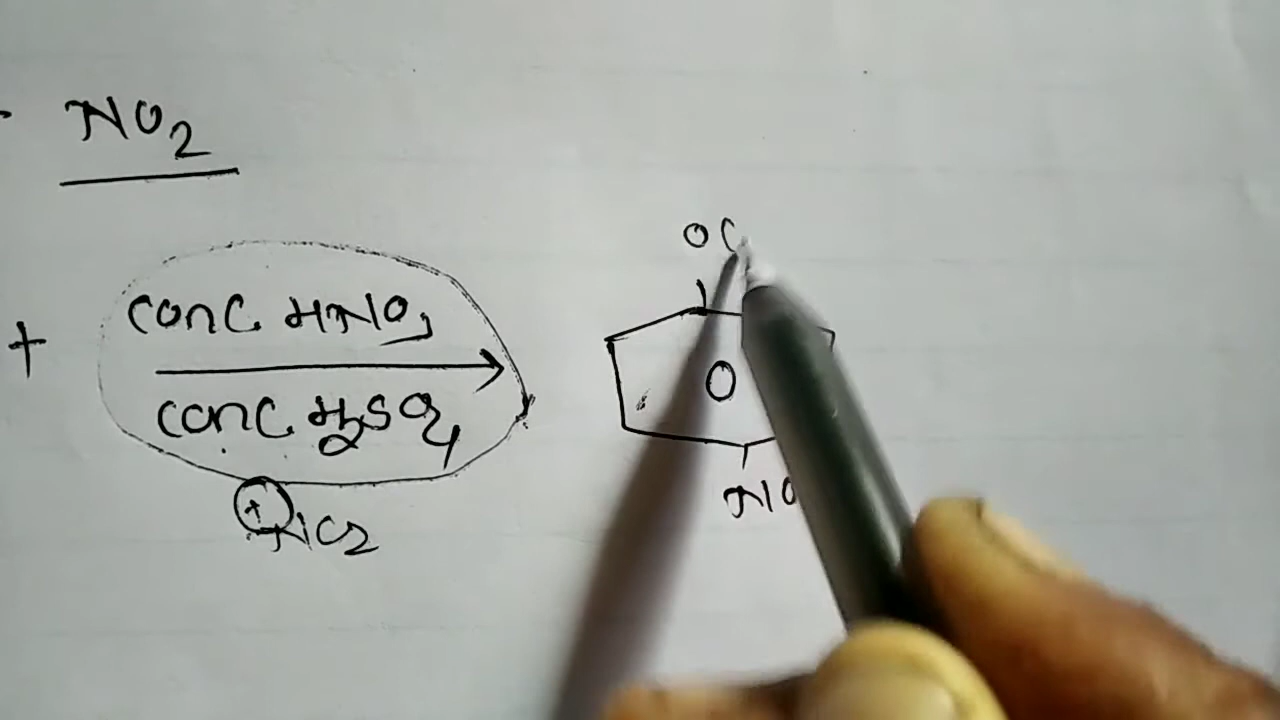 NO2
OC
+ conc. HNO3
conc. H2SO4
O
NO
+NO2